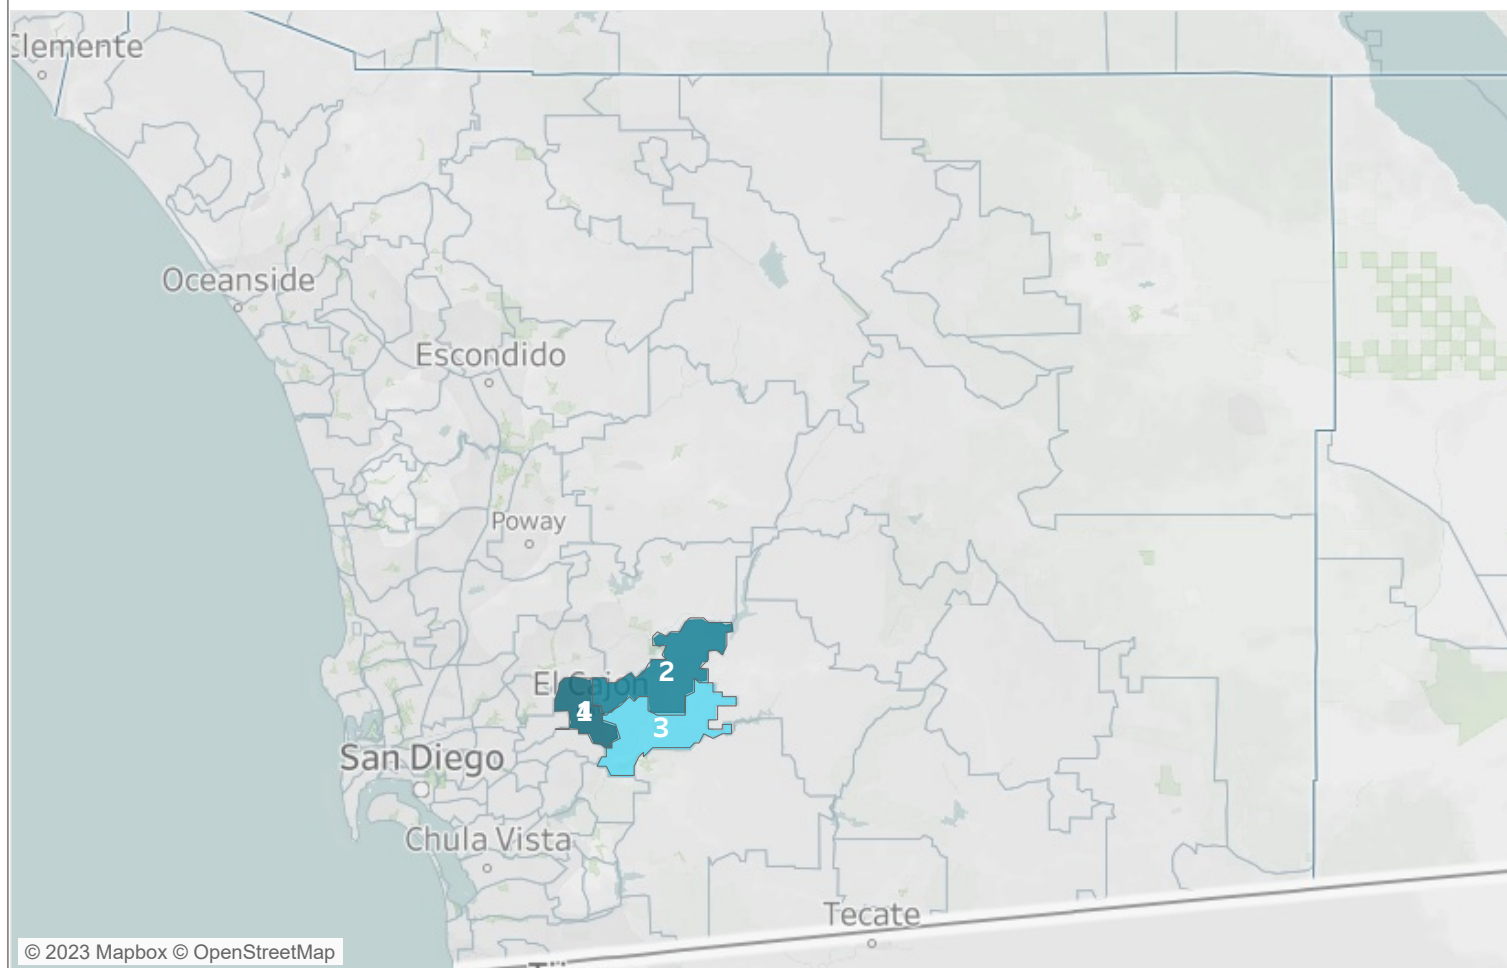 Clemente
Oceanside
Escondido
Poway
El Cajon
2
4
3
San Diego
Chula Vista
Tecate
© 2023 Mapbox © OpenStreetMap